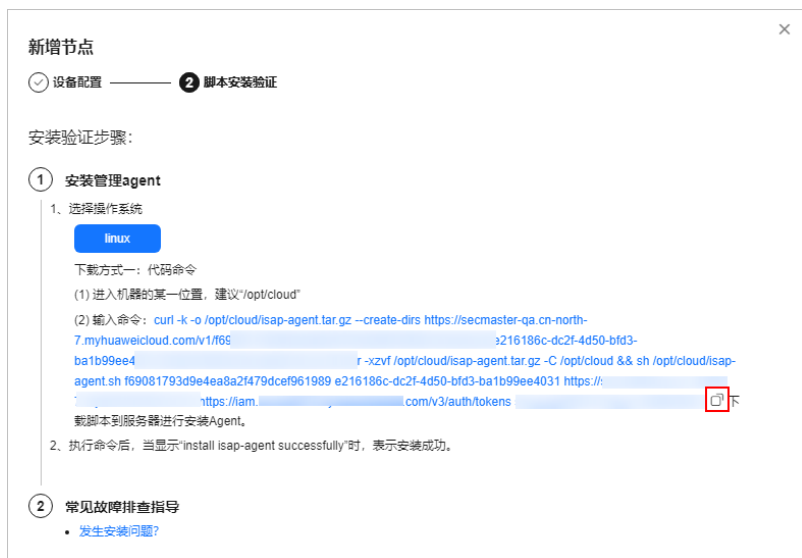 新增节点
设备配置 2 脚本安装验证
安装验证步骤：
1 安装管理agent
1、选择操作系统
linux
下载方式一：代码命令
(1) 进入机器的某一位置，建议“/opt/cloud”
(2) 输入命令：curl -k -o /opt/cloud/isap-agent.tar.gz --create-dirs https://secmaster-qa.cn-north-
7.myhuaweicloud.com/v1/f69 e216186c-dc2f-4d50-bfd3-
ba1b99ee4 r -xzvf /opt/cloud/isap-agent.tar.gz -C /opt/cloud && sh /opt/cloud/isap-
agent.sh f69081793d9e4ea8a2f479dcef961989 e216186c-dc2f-4d50-bfd3-ba1b99ee4031 https://
https://iam. .com/v3/auth/tokens 下
载脚本到服务器进行安装Agent。
2、执行命令后，当显示“install isap-agent successfully”时，表示安装成功。
2 常见故障排查指导
• 发生安装问题?